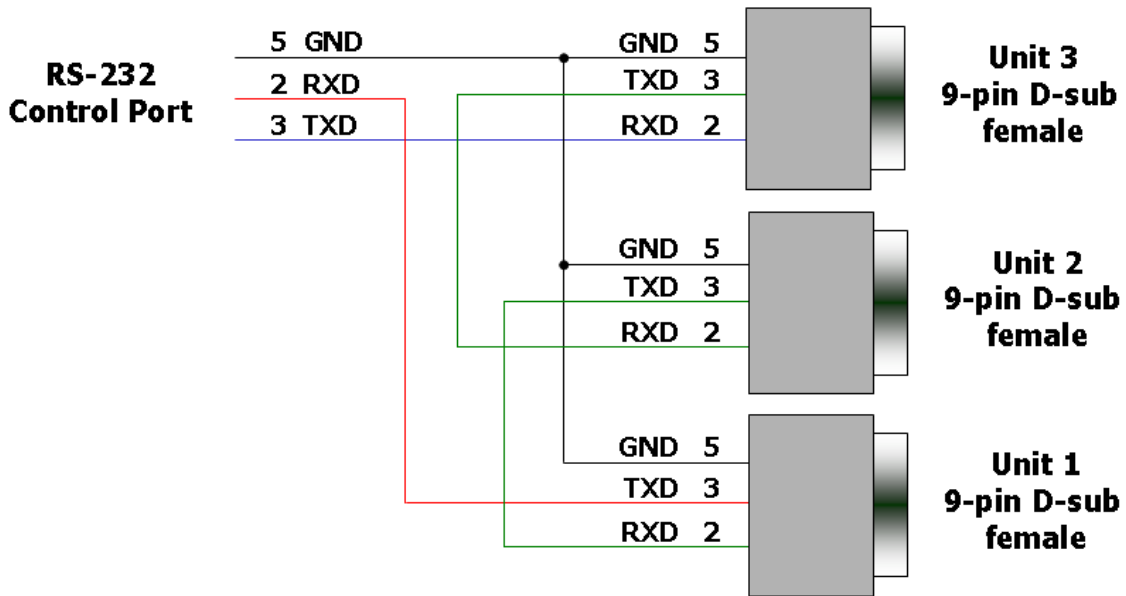 RS-232
Control Port
5 GND
2 RXD
3 TXD
GND 5
TXD 3
RXD 2
Unit 3
9-pin D-sub
female
GND 5
TXD 3
RXD 2
Unit 2
9-pin D-sub
female
GND 5
TXD 3
RXD 2
Unit 1
9-pin D-sub
female